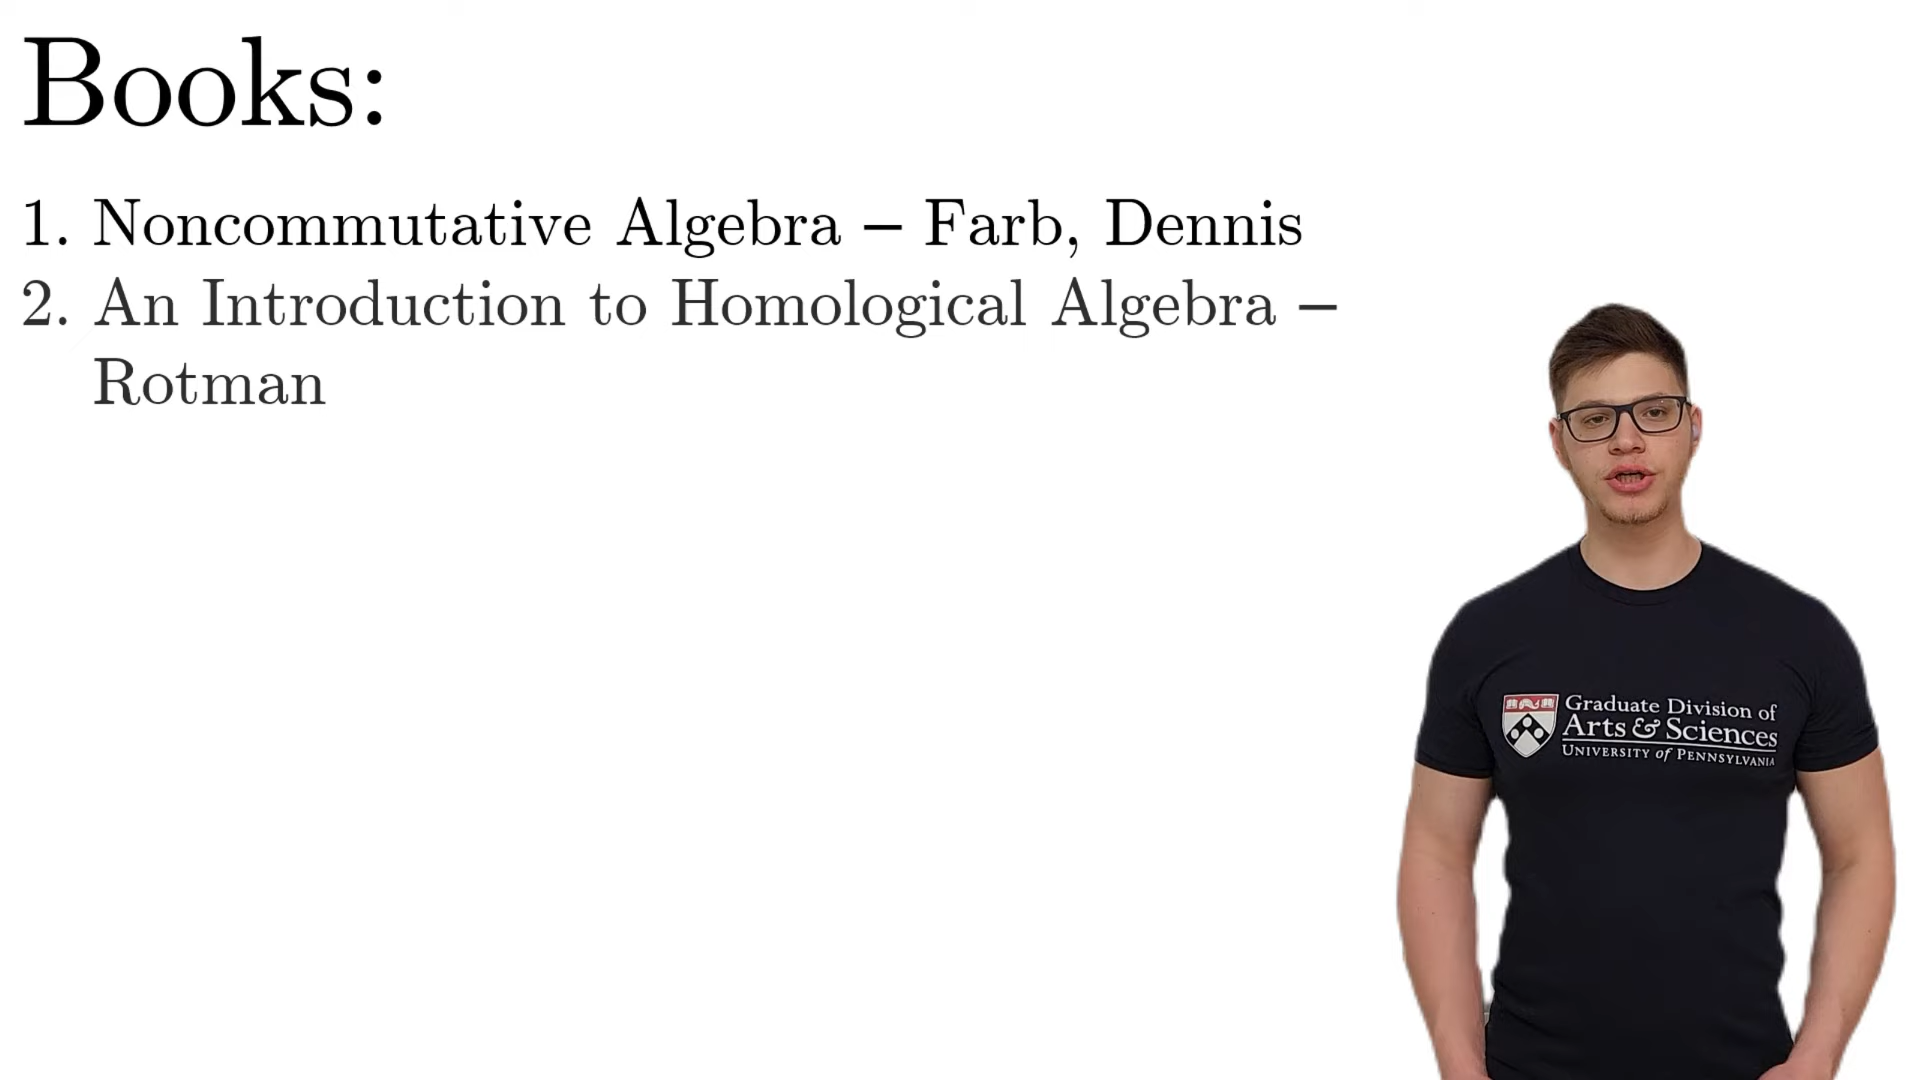 Books:
1. Noncommutative Algebra – Farb, Dennis
2. An Introduction to Homological Algebra –
Rotman
Graduate Division of
Arts & Sciences
UNIVERSITY of PENNSYLVANIA